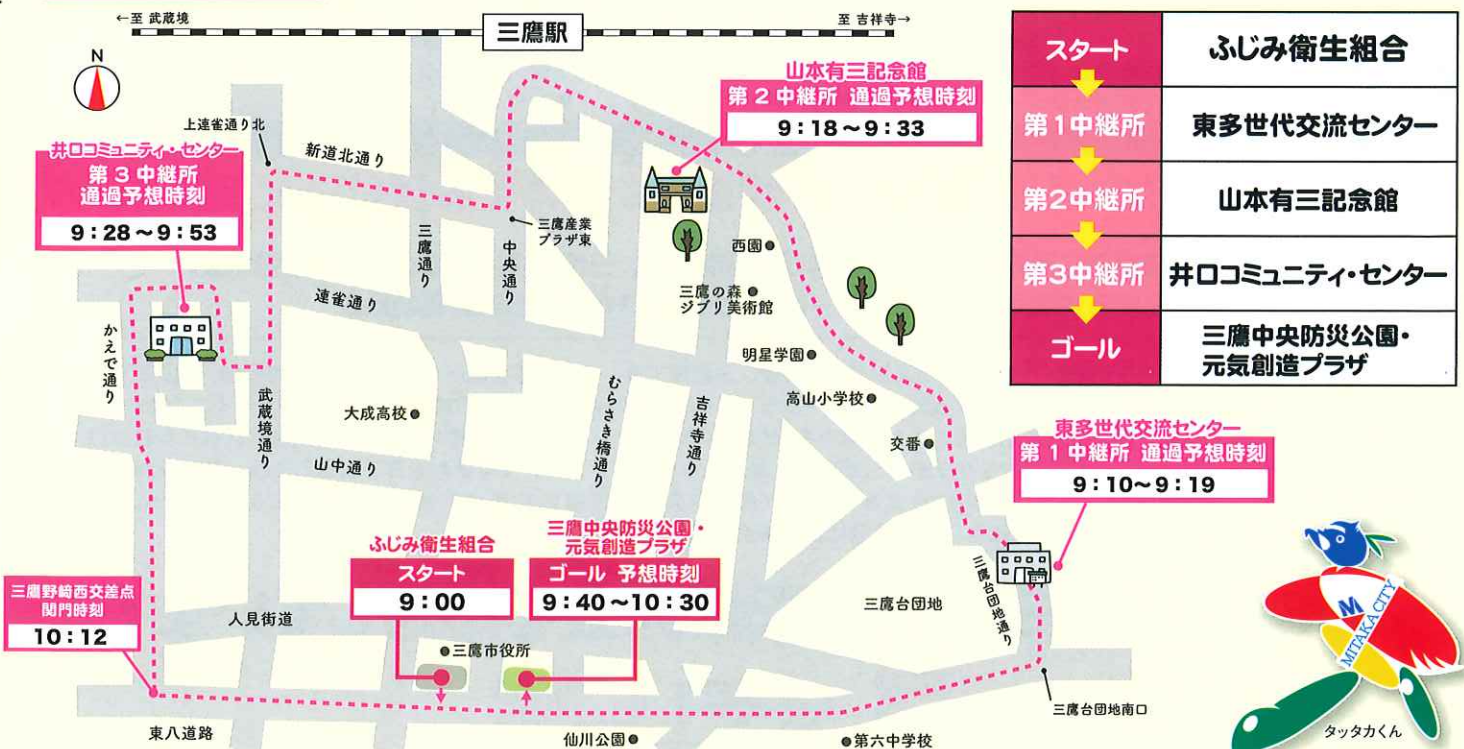 ←至 武蔵境
三鷹駅
至 吉祥寺→
N
山本有三記念館
第2中継所 通過予想時刻
9:18~9:33
上連雀通り北
新道北通り
井口コミュニティ・センター
第3中継所
通過予想時刻
9:28~9:53
三鷹産業
プラザ東
三鷹通り
中央通り
西園
連雀通り
三鷹の森
ジブリ美術館
かえで通り
明星学園
武蔵境通り
むらさき橋通り
吉祥寺通り
高山小学校
大成高校
交番
山中通り
東多世代交流センター
第1中継所 通過予想時刻
9:10~9:19
ふじみ衛生組合
スタート
9:00
三鷹中央防災公園・
元気創造プラザ
ゴール 予想時刻
9:40~10:30
三鷹野崎西交差点
関門時刻
10:12
人見街道
三鷹市役所
三鷹台団地
三鷹台団地通り
三鷹台団地南口
東八道路
仙川公園
第六中学校
スタート ふじみ衛生組合
第1中継所 東多世代交流センター
第2中継所 山本有三記念館
第3中継所 井口コミュニティ・センター
ゴール 三鷹中央防災公園・
元気創造プラザ
M
MITAKA CITY
タッタカくん